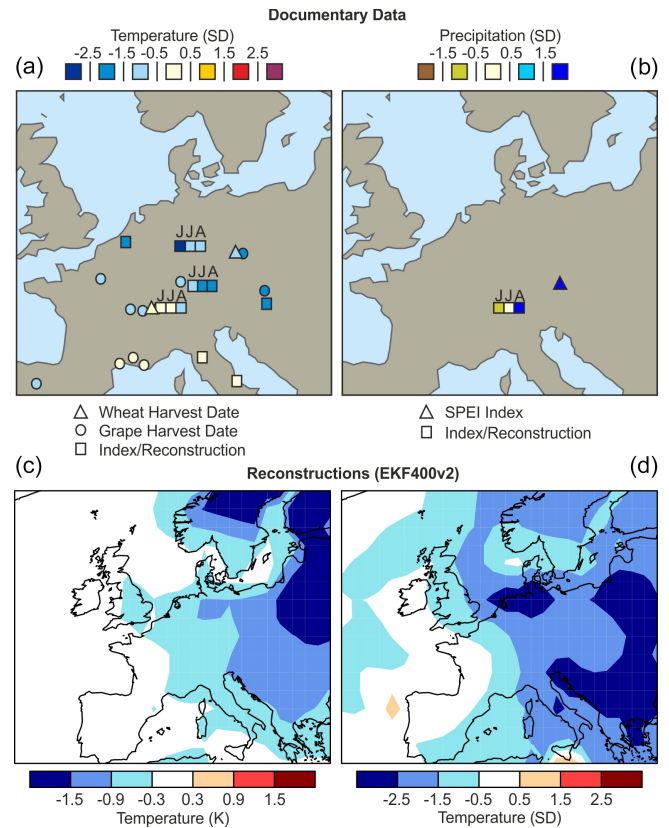 Documentary Data
Temperature (SD)
Precipitation (SD)
-2.5 -1.5 -0.5 0.5 1.5 2.5
-1.5 -0.5 0.5 1.5
(a)
(b)
JJA
JJA
JJA
JJA
Wheat Harvest Date
Grape Harvest Date
Index/Reconstruction
SPEI Index
Index/Reconstruction
(c)
Reconstructions (EKF400v2)
(d)
-1.5 -0.9 -0.3 0.3 0.9 1.5
Temperature (K)
-2.5 -1.5 -0.5 0.5 1.5 2.5
Temperature (SD)